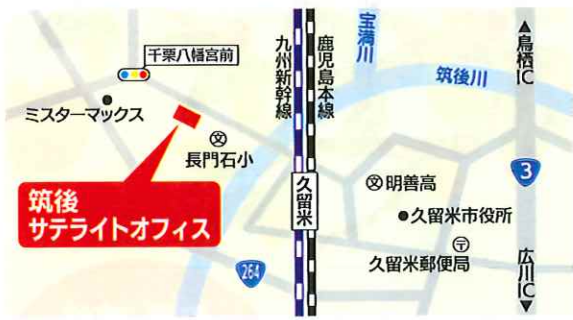 千栗八幡宮前
ミスターマックス
長門石小
筑後
サテライトオフィス
264
九州新幹線
鹿児島本線
久留米
宝満川
筑後川
▲鳥栖IC
3
文明善高
久留米市役所
〒
久留米郵便局
広川IC▼